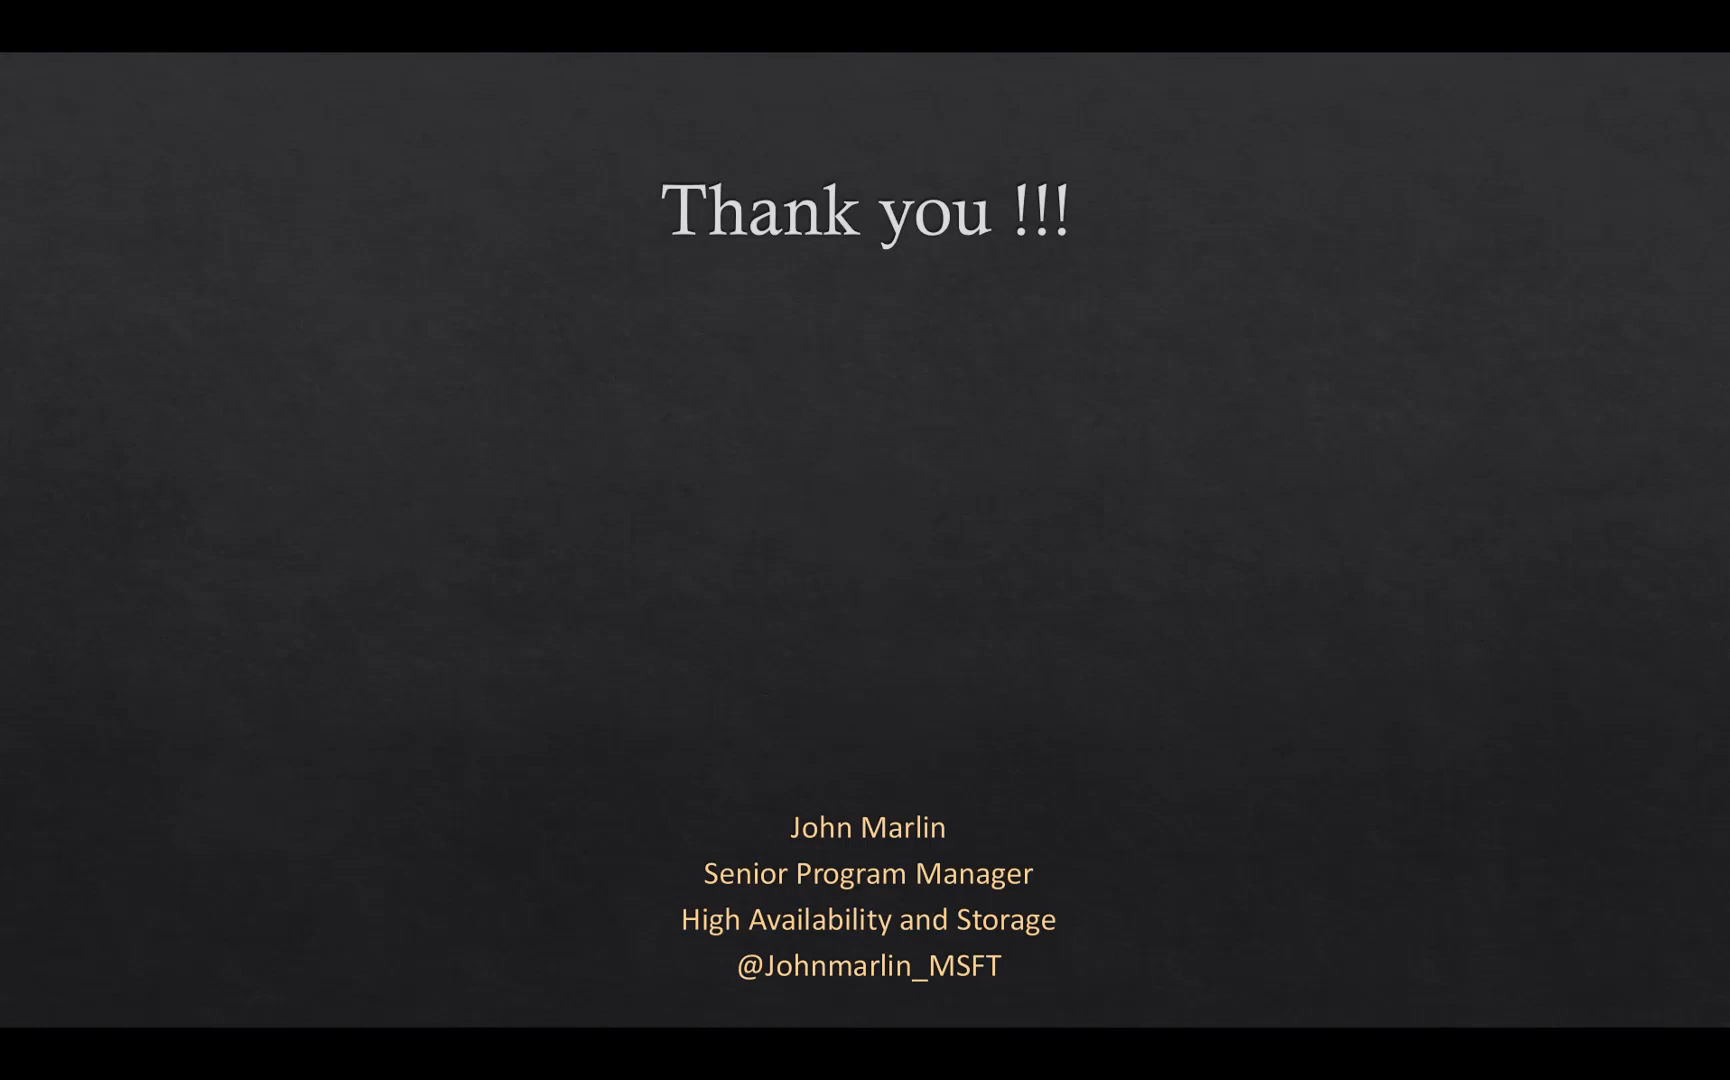 Thank you !!!
John Marlin
Senior Program Manager
High Availability and Storage
@Johnmarlin_MSFT